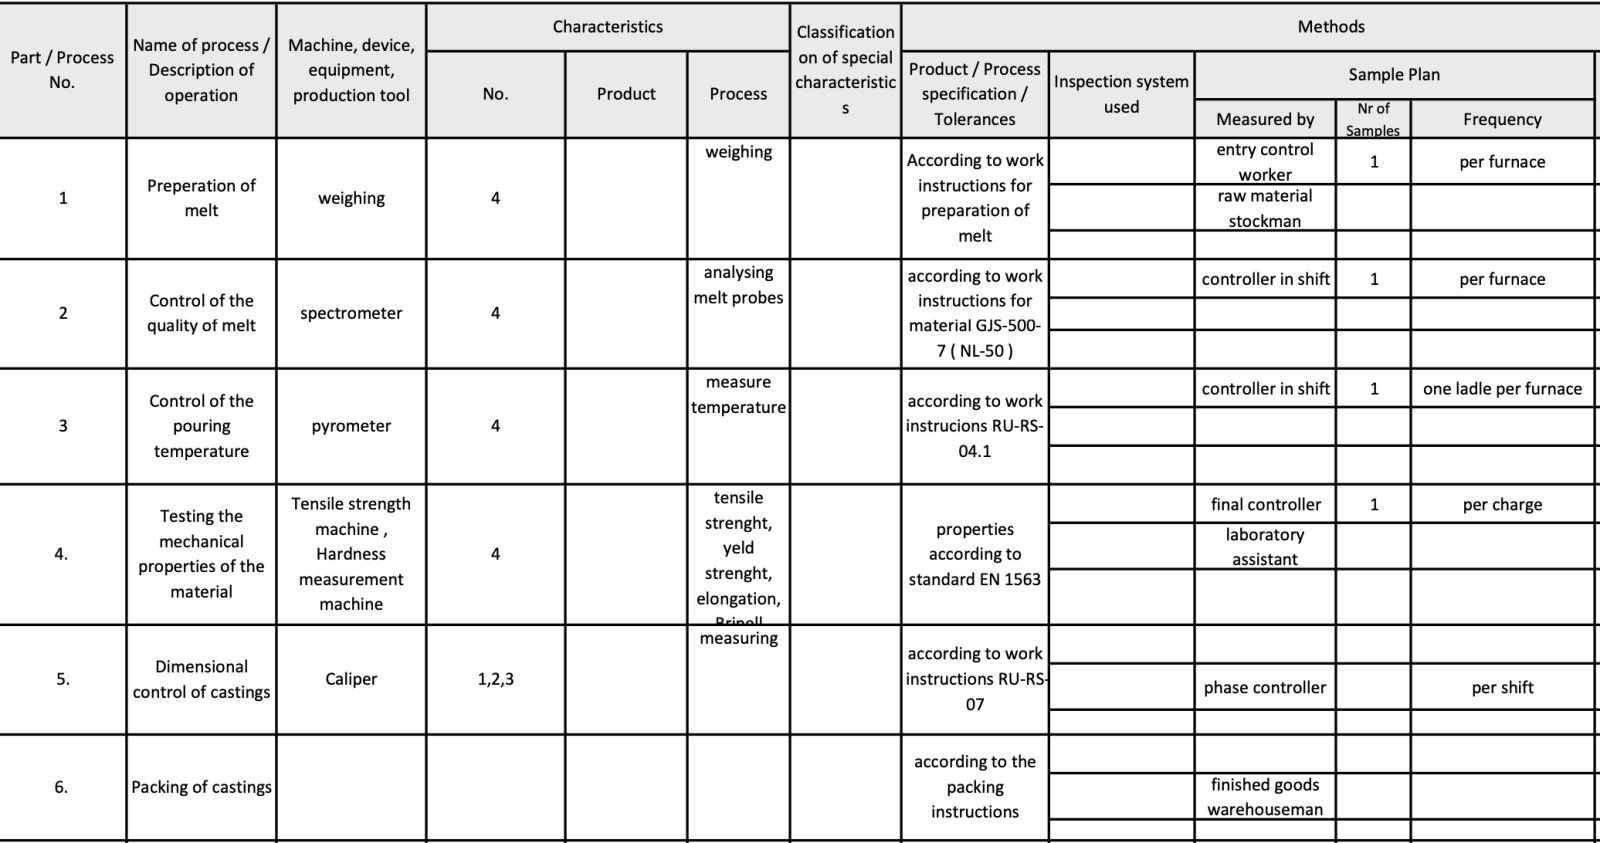 Part / Process
No.
Name of process /
Description of
operation
Machine, device,
equipment,
production tool
Characteristics
No.
Product
Process
Classification
on of special
characteristic
s
Methods
Product / Process
specification /
Tolerances
Inspection system
used
Sample Plan
Measured by
Nr of
Samples
Frequency
1
Preperation of
melt
weighing
4
weighing
According to work
instructions for
preparation of
melt
entry control
worker
1
per furnace
raw material
stockman
2
Control of the
quality of melt
spectrometer
4
analysing
melt probes
according to work
instructions for
material GJS-500-
7 ( NL-50 )
controller in shift
1
per furnace
3
Control of the
pouring
temperature
pyrometer
4
measure
temperature
according to work
instrucions RU-RS-
04.1
controller in shift
1
one ladle per furnace
4.
Testing the
mechanical
properties of the
material
Tensile strength
machine ,
Hardness
measurement
machine
4
tensile
strenght,
yeld
strenght,
elongation,
Brinell
properties
according to
standard EN 1563
final controller
1
per charge
laboratory
assistant
5.
Dimensional
control of castings
Caliper
1,2,3
measuring
according to work
instructions RU-RS-
07
phase controller
per shift
6.
Packing of castings
according to the
packing
instructions
finished goods
warehouseman